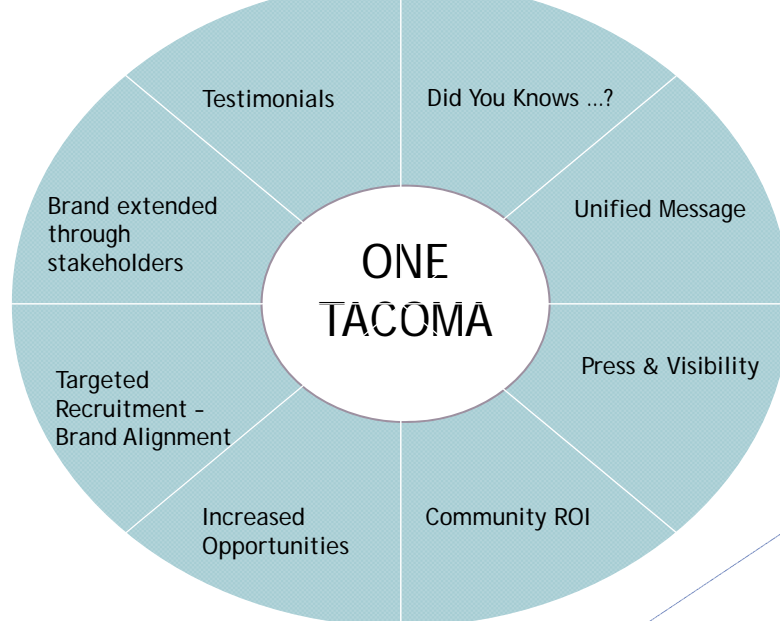 Testimonials
Did You Knows ...?
Brand extended
through
stakeholders
Unified Message
ONE
TACOMA
Press & Visibility
Targeted
Recruitment –
Brand Alignment
Increased
Opportunities
Community ROI